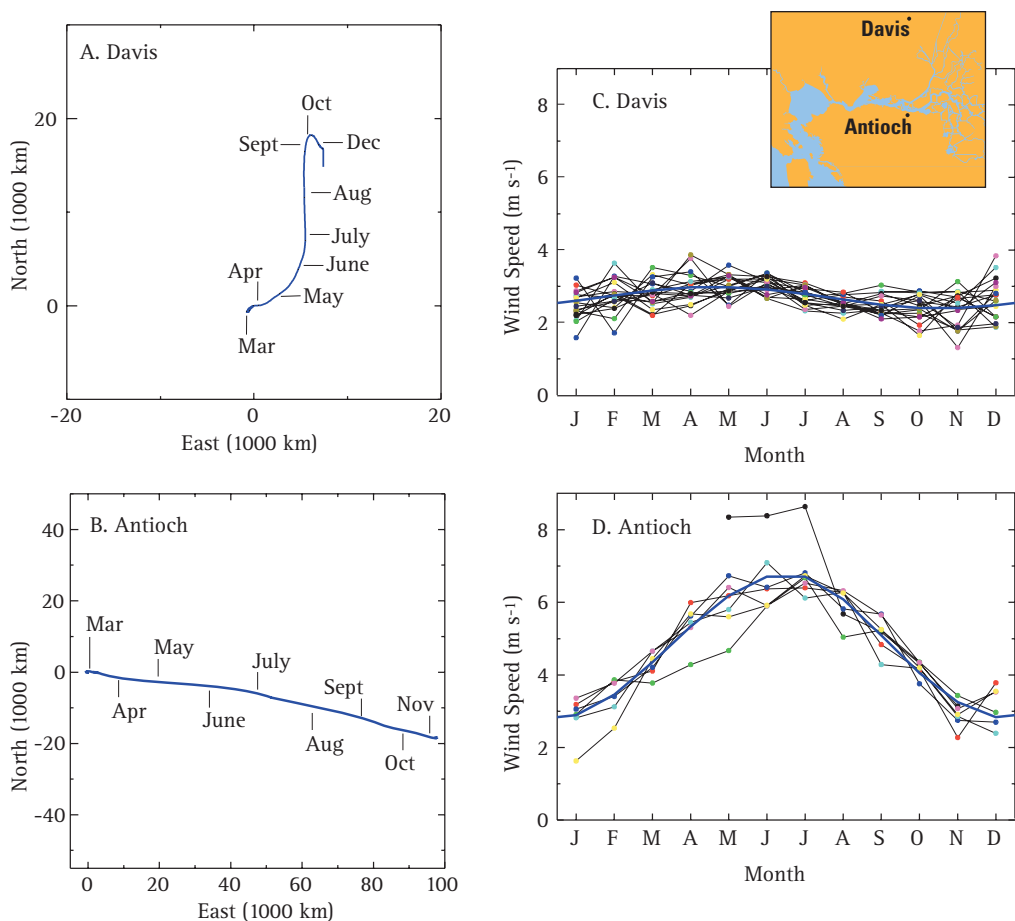 A. Davis
North (1000 km)
20
0
-20
0
20
East (1000 km)
Oct
Sept
Dec
Aug
July
June
Apr
May
Mar
C. Davis
Davis
Antioch
Wind Speed (m s-1)
8
6
4
2
0
J F M A M J J A S O N D
Month
B. Antioch
North (1000 km)
40
20
0
-20
-40
0 20 40 60 80 100
East (1000 km)
Mar
May
July
Sept
Nov
Apr
June
Aug
Oct
D. Antioch
Wind Speed (m s-1)
8
6
4
2
0
J F M A M J J A S O N D
Month